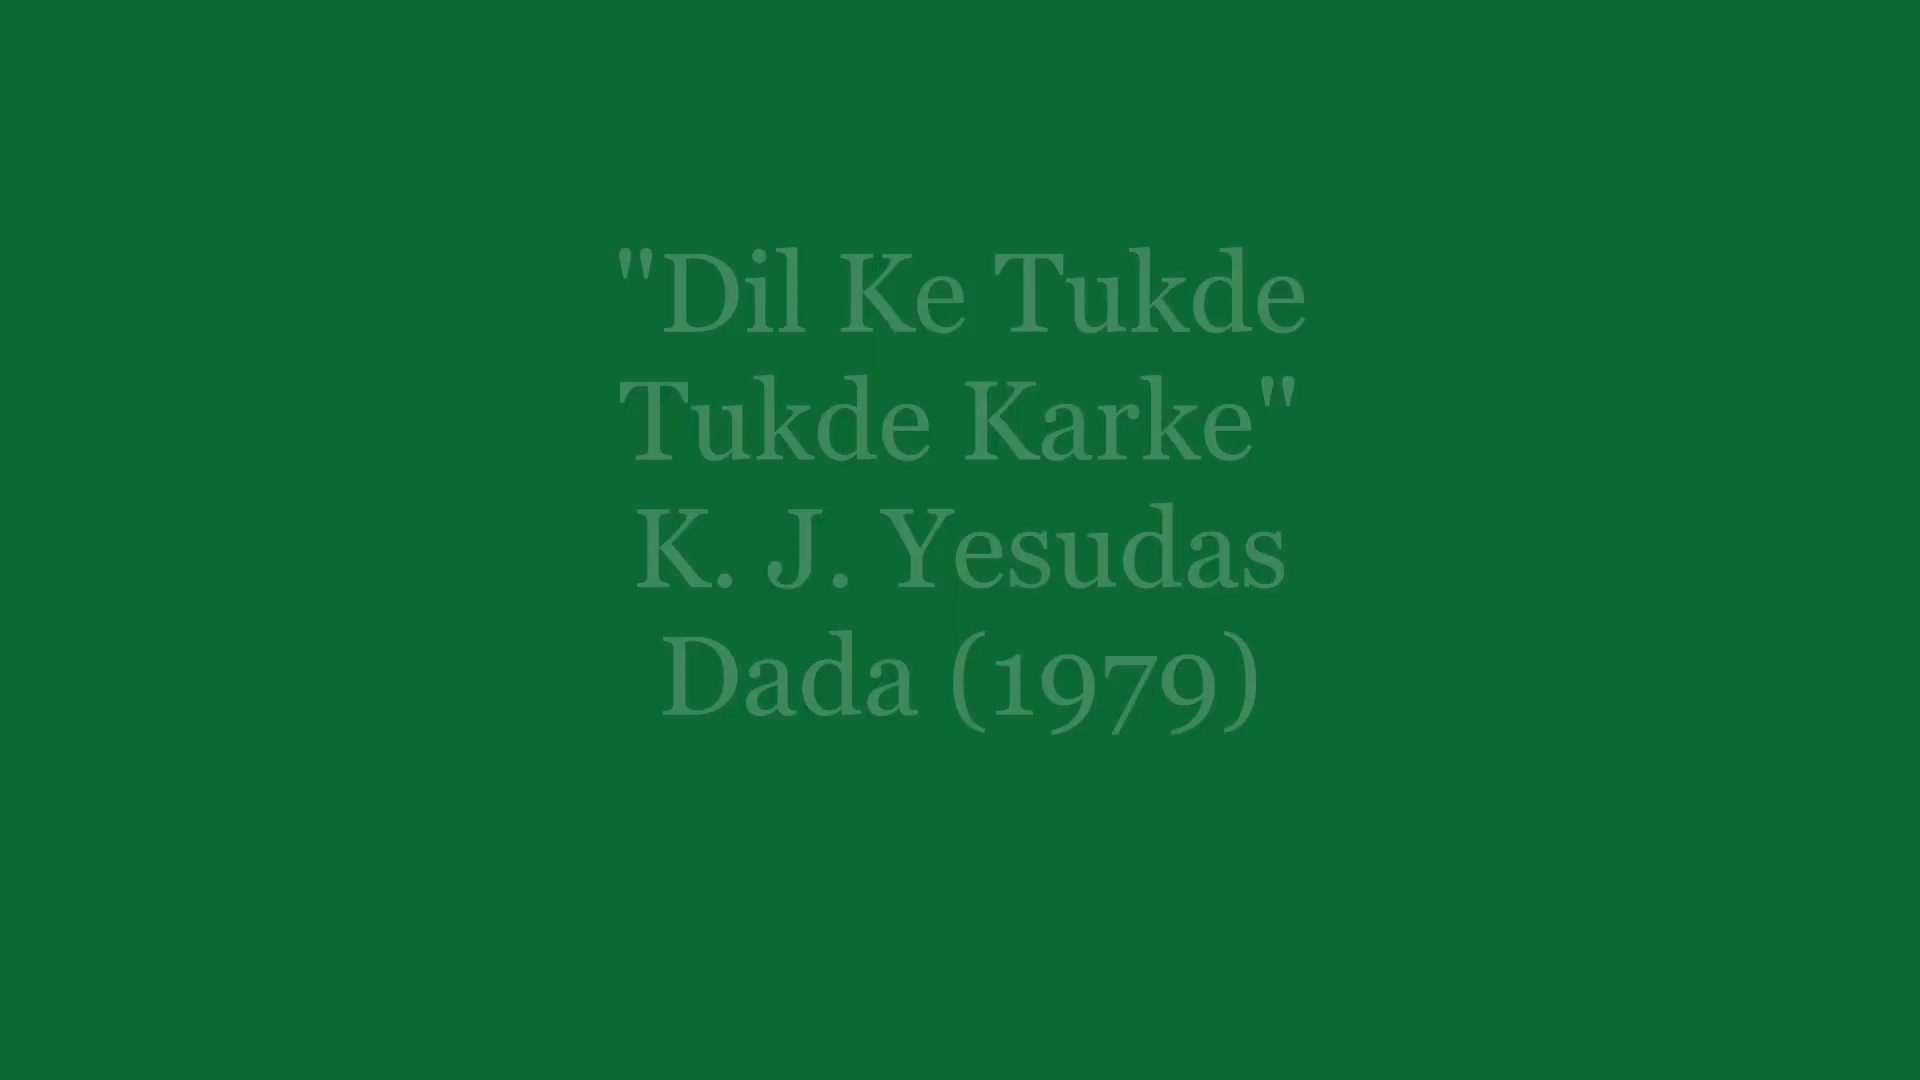 "Dil Ke Tukde
Tukde Karke"
K. J. Yesudas
Dada (1979)